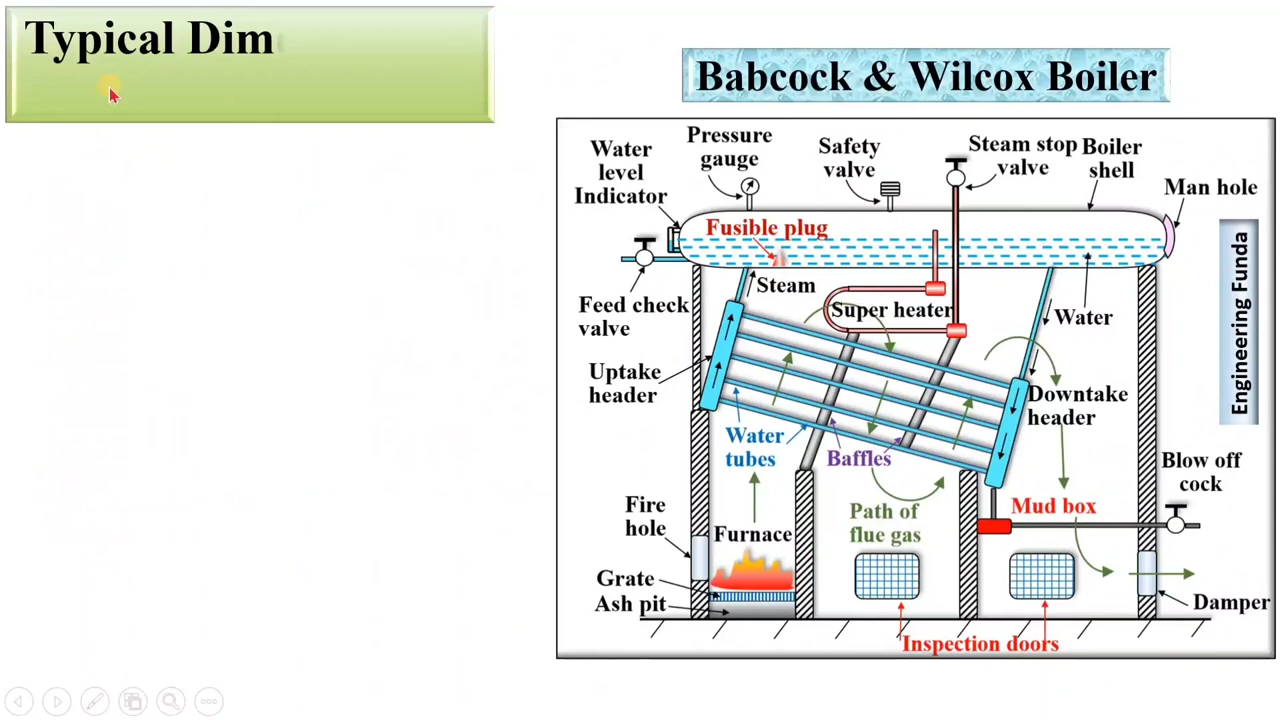 Typical Dim
Babcock & Wilcox Boiler
Pressure
gauge
Safety
valve
Steam stop
valve
Boiler
shell
Water
level
Indicator
Man hole
Fusible plug
Feed check
valve
Steam
Super heater
Water
Uptake
header
Downtake
header
Water
tubes
Baffles
Blow off
cock
Fire
hole
Furnace
Path of
flue gas
Mud box
Grate
Ash pit
Damper
Inspection doors
Engineering Funda